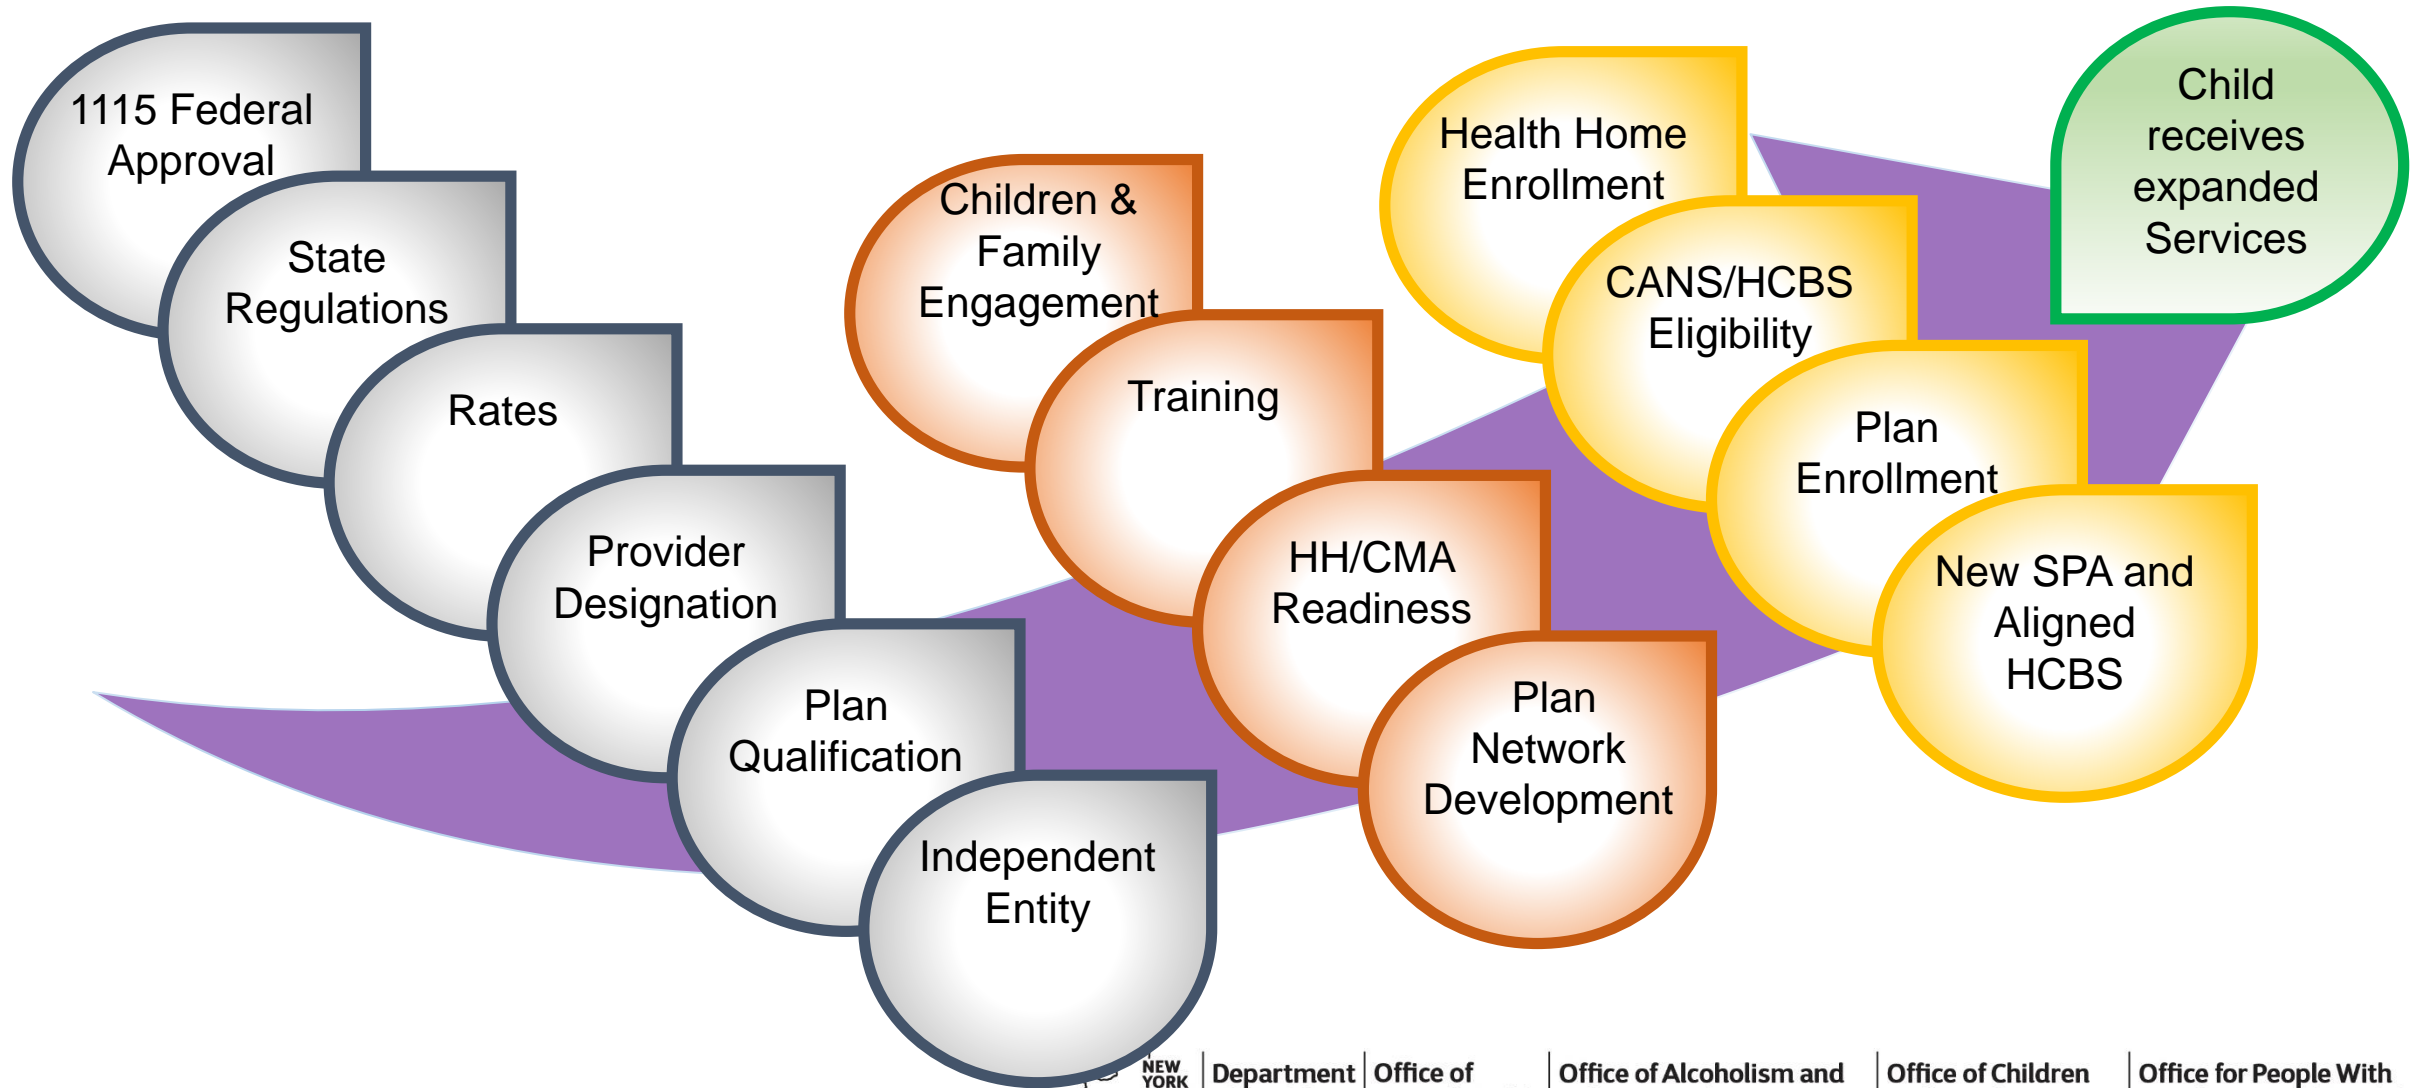 1115 Federal
Approval
State
Regulations
Rates
Provider
Designation
Plan
Qualification
Independent
Entity
Children &
Family
Engagement
Training
HH/CMA
Readiness
Plan
Network
Development
Health Home
Enrollment
CANS/HCBS
Eligibility
Plan
Enrollment
New SPA and
Aligned
HCBS
Child
receives
expanded
Services
NEW
YORK
Department
Office of
Office of Alcoholism and
Office of Children
Office for People With